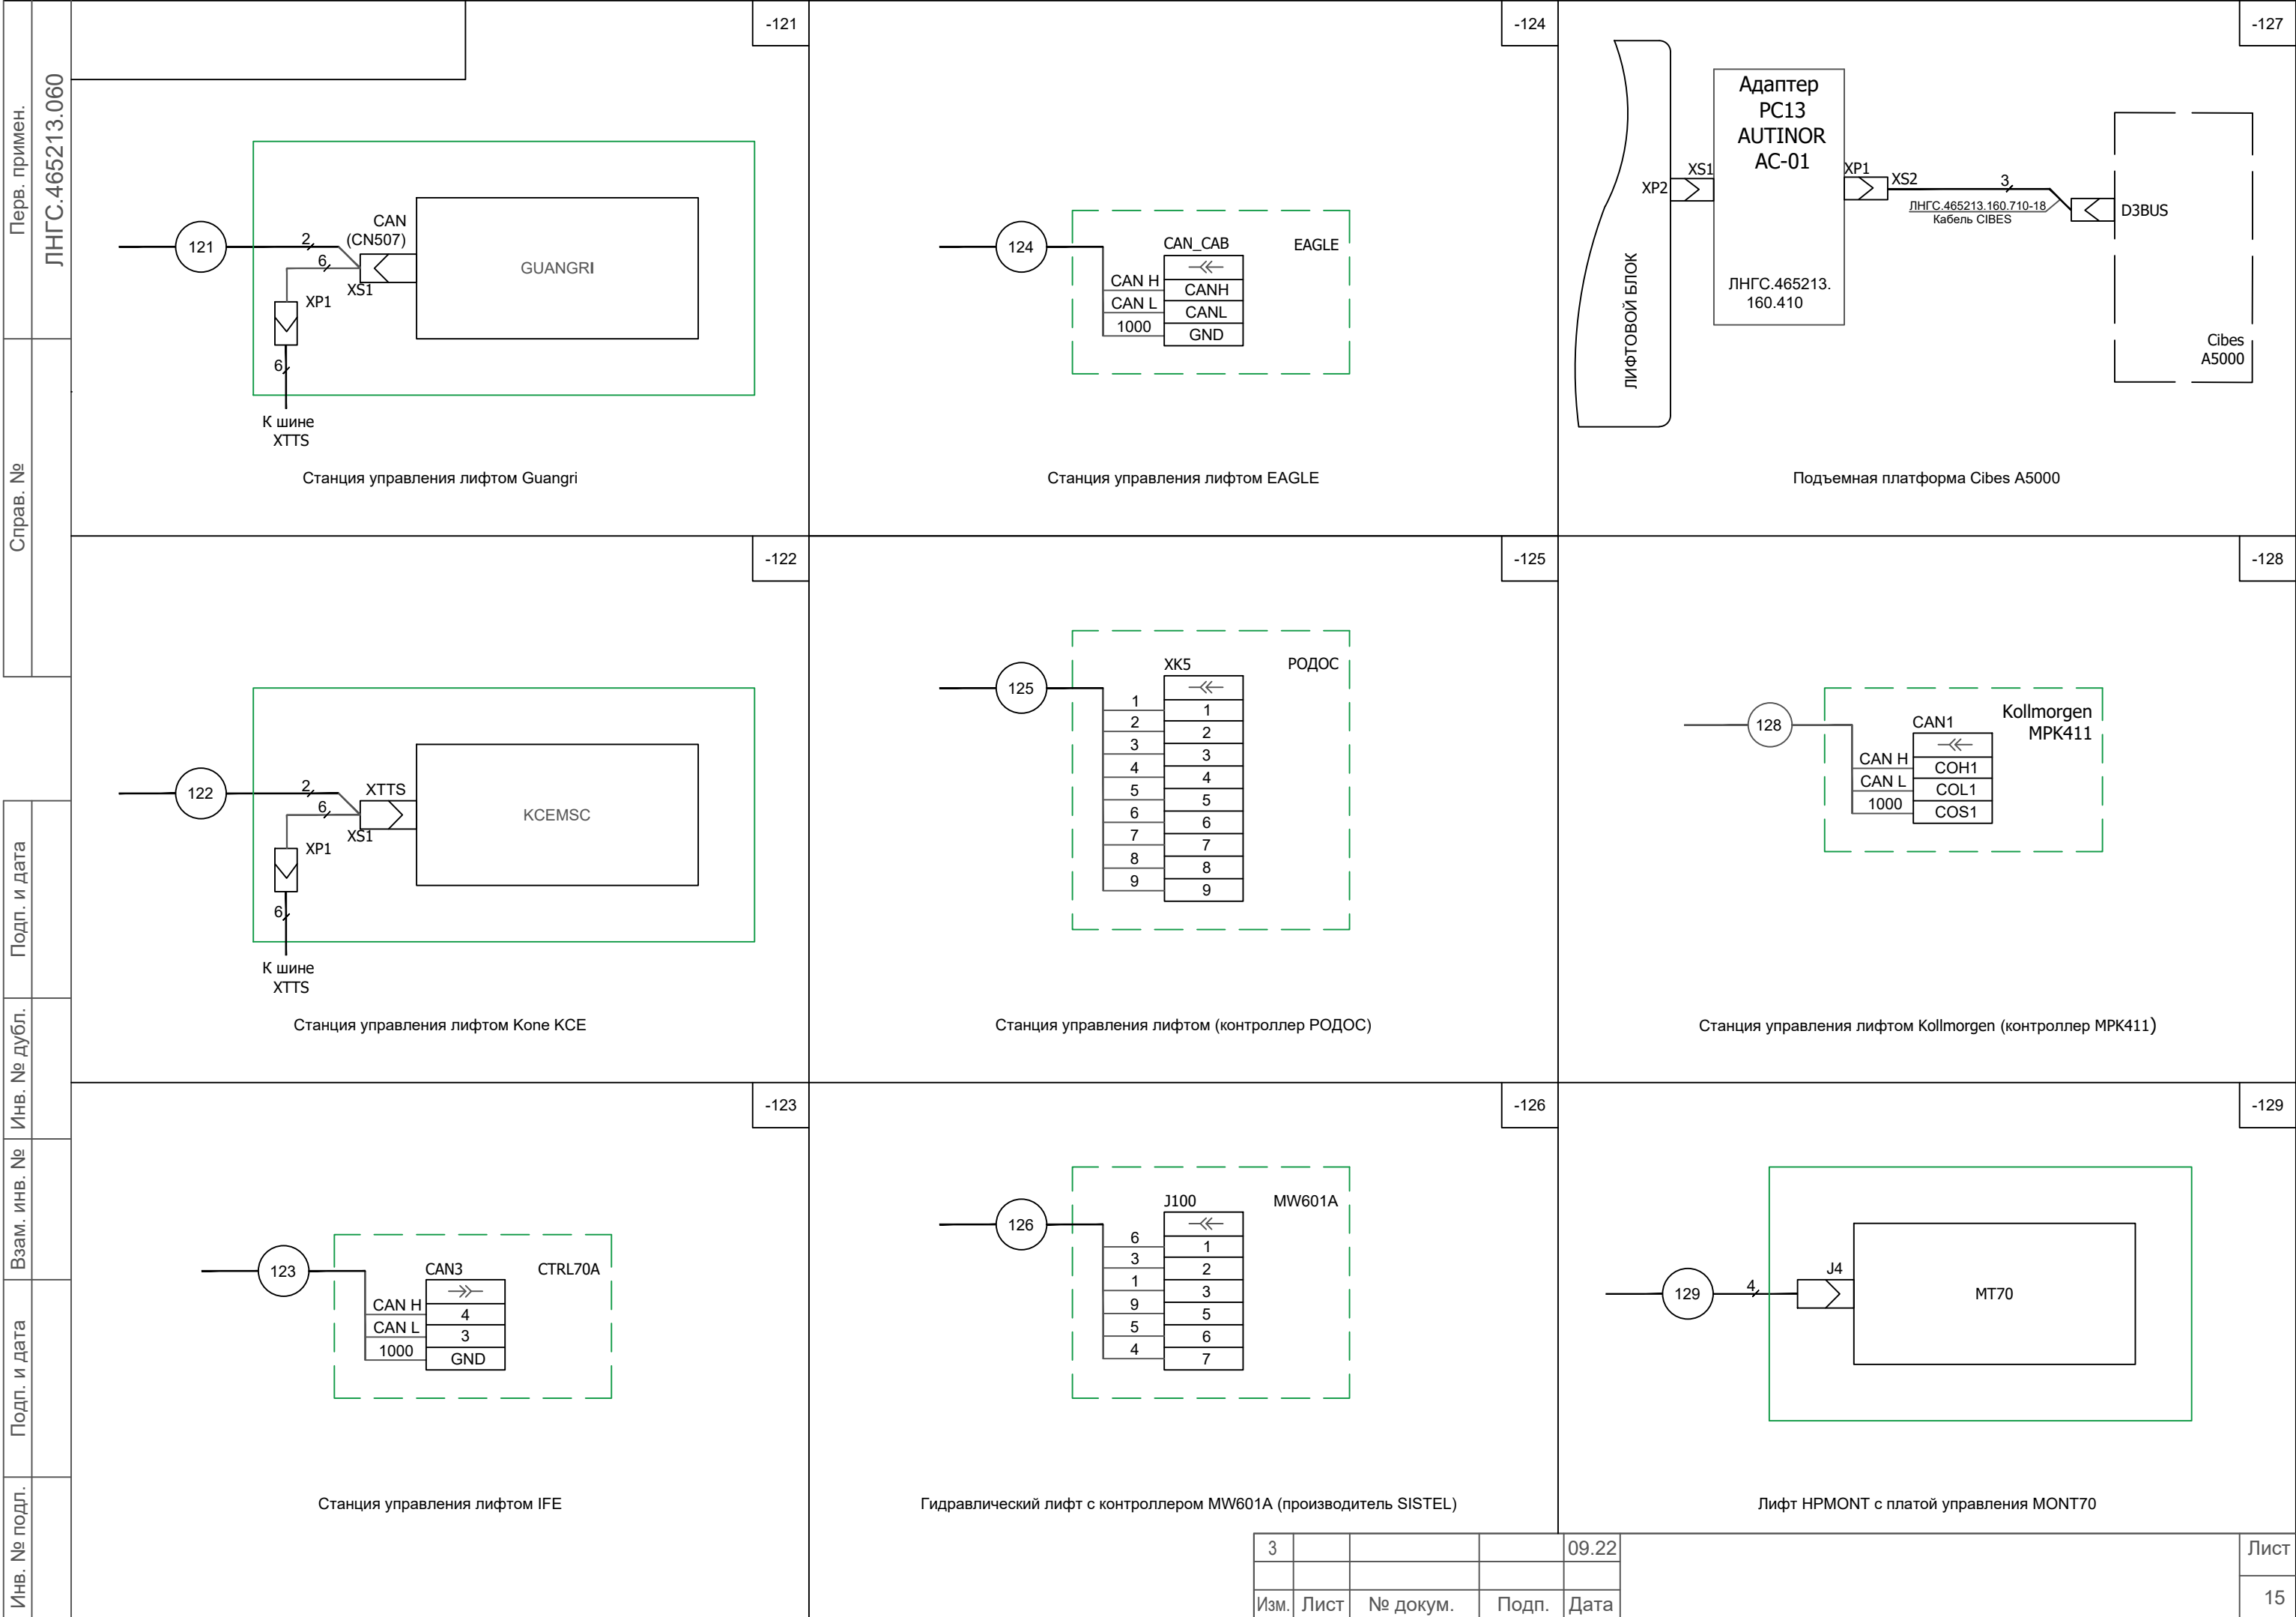 Перв. примен.
ЛНГС.465213.060
Справ. №
Подп. и дата
Инв. № дубл.
Взам. инв. №
Подп. и дата
Инв. № подл.
-121
121
2
6
CAN
(CN507)
XS1
XP1
6
К шине
XTTS
GUANGRI
Станция управления лифтом Guangri
-124
124
CAN_CAB
EAGLE
CAN H
CANH
CAN L
CANL
1000
GND
Станция управления лифтом EAGLE
-127
ЛИФТОВОЙ БЛОК
XP2
XS1
Адаптер
PC13
AUTINOR
AC-01
ЛНГС.465213.
160.410
XP1
XS2
3
ЛНГС.465213.160.710-18
Кабель CIBES
D3BUS
Cibes
A5000
Подъемная платформа Cibes A5000
-122
122
2
6
XTTS
XS1
XP1
6
К шине
XTTS
KCEMSC
Станция управления лифтом Kone KCE
-125
125
XK5
РОДОС
1
1
2
2
3
3
4
4
5
5
6
6
7
7
8
8
9
9
Станция управления лифтом (контроллер РОДОС)
-128
128
CAN1
Kollmorgen
MPK411
CAN H
COH1
CAN L
COL1
1000
COS1
Станция управления лифтом Kollmorgen (контроллер MPK411)
-123
123
CAN3
CTRL70A
CAN H
4
CAN L
3
1000
GND
Станция управления лифтом IFE
-126
126
J100
MW601A
6
1
3
2
1
3
9
5
5
6
4
7
Гидравлический лифт с контроллером MW601A (производитель SISTEL)
-129
129
4
J4
MT70
Лифт HPMONT с платой управления MONT70
3
09.22
Изм.
Лист
№ докум.
Подп.
Дата
Лист
15